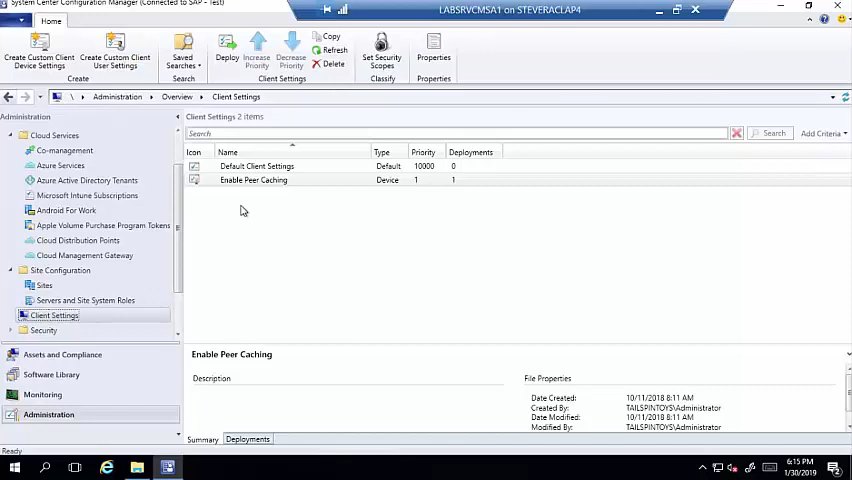 System Center Configuration Manager (Connected to SAP - Test)
LABSRVCMSA1 on STEVERACLAP4
Home
Create Custom Client
Device Settings
Create Custom Client
User Settings
Create
Saved
Searches
Search
Deploy
Increase
Priority
Decrease
Priority
Copy
Refresh
Delete
Client Settings
Set Security
Scopes
Classify
Properties
Properties
\ Administration Overview Client Settings
Administration
Cloud Services
Co-management
Azure Services
Azure Active Directory Tenants
Microsoft Intune Subscriptions
Android For Work
Apple Volume Purchase Program Tokens
Cloud Distribution Points
Cloud Management Gateway
Site Configuration
Sites
Servers and Site System Roles
Client Settings
Security
Assets and Compliance
Software Library
Monitoring
Administration
Client Settings 2 items
Search
Search
Add Criteria
Icon Name Type Priority Deployments
Default Client Settings Default 10000 0
Enable Peer Caching Device 1 1
Enable Peer Caching
Description
File Properties
Date Created: 10/11/2018 8:11 AM
Created By: TAILSPINTOYS\Administrator
Date Modified: 10/11/2018 8:11 AM
Modified By: TAILSPINTOYS\Administrator
Summary Deployments
Ready
6:15 PM
1/30/2019
2